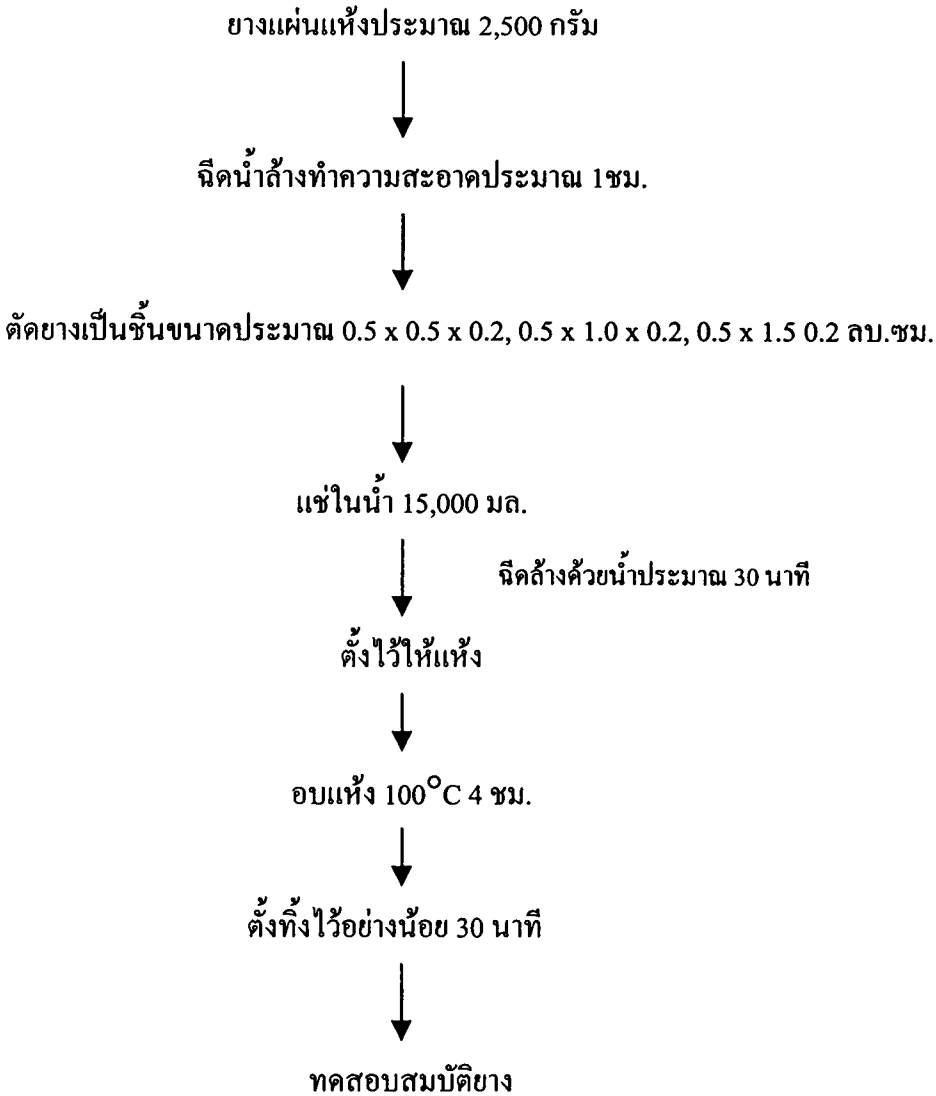 ยางแผ่นแห้งประมาณ 2,500 กรัม
ฉีดน้ำล้างทำความสะอาดประมาณ 1ชม.
ตัดยางเป็นชิ้นขนาดประมาณ 0.5 x 0.5 x 0.2, 0.5 x 1.0 x 0.2, 0.5 x 1.5 0.2 ลบ.ซม.
แช่ในน้ำ 15,000 มล.
ฉีดล้างด้วยน้ำประมาณ 30 นาที
ตั้งไว้ให้แห้ง
อบแห้ง 100°C 4 ชม.
ตั้งทิ้งไว้อย่างน้อย 30 นาที
ทดสอบสมบัติยาง